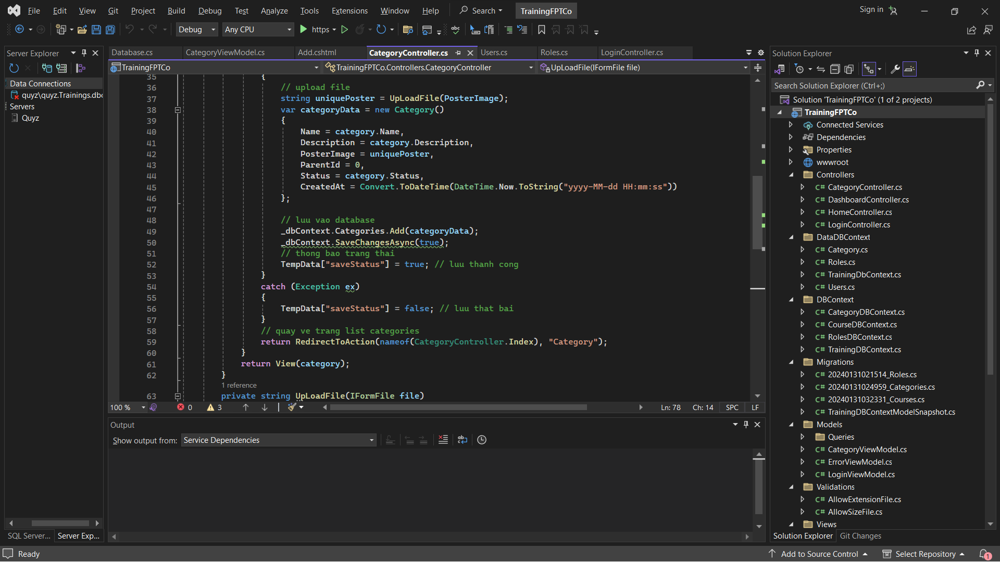 File Edit View Git Project Build Debug Test Analyze Tools Extensions Window Help Search TrainingFPTCo Sign in
Debug Any CPU https
Server Explorer
Data Connections
quyz\quyz.Trainings.dbo
Servers
Quyz
SQL Server... Server Exp...
Database.cs CategoryViewModel.cs Add.cshtml CategoryController.cs Users.cs Roles.cs LoginController.cs
TrainingFPTCo TrainingFPTCo.Controllers.CategoryController UpLoadFile(IFormFile file)
35 {
36 // upload file
37 string uniquePoster = UpLoadFile(PosterImage);
38 var categoryData = new Category()
39 {
40 Name = category.Name,
41 Description = category.Description,
42 PosterImage = uniquePoster,
43 ParentId = 0,
44 Status = category.Status,
45 CreatedAt = Convert.ToDateTime(DateTime.Now.ToString("yyyy-MM-dd HH:mm:ss"))
46 };
47
48 // luu vao database
49 _dbContext.Categories.Add(categoryData);
50 _dbContext.SaveChangesAsync(true);
51 // thong bao trang thai
52 TempData["saveStatus"] = true; // luu thanh cong
53 }
54 catch (Exception ex)
55 {
56 TempData["saveStatus"] = false; // luu that bai
57 }
58 // quay ve trang list categories
59 return RedirectToAction(nameof(CategoryController.Index), "Category");
60 }
61 return View(category);
62 }
1 reference
63 private string UpLoadFile(IFormFile file)
100 % 0 3 Ln: 78 Ch: 14 SPC LF
Output
Show output from: Service Dependencies
Solution Explorer
Search Solution Explorer (Ctrl+;)
Solution 'TrainingFPTCo' (1 of 2 projects)
TrainingFPTCo
Connected Services
Dependencies
Properties
wwwroot
Controllers
C# CategoryController.cs
C# DashboardController.cs
C# HomeController.cs
C# LoginController.cs
DataDBContext
C# Category.cs
C# Roles.cs
C# TrainingDbContext.cs
C# Users.cs
DBContext
C# CategoryDBContext.cs
C# CourseDBContext.cs
C# RolesDBContext.cs
C# TrainingDBContext.cs
Migrations
C# 20240131021514_Roles.cs
C# 20240131024959_Categories.cs
C# 20240131032331_Courses.cs
C# TrainingDBContextModelSnapshot.cs
Models
Queries
C# CategoryViewModel.cs
C# ErrorViewModel.cs
C# LoginViewModel.cs
Validations
C# AllowExtensionFile.cs
C# AllowSizeFile.cs
Views
Solution Explorer Git Changes
Ready Add to Source Control Select Repository 1